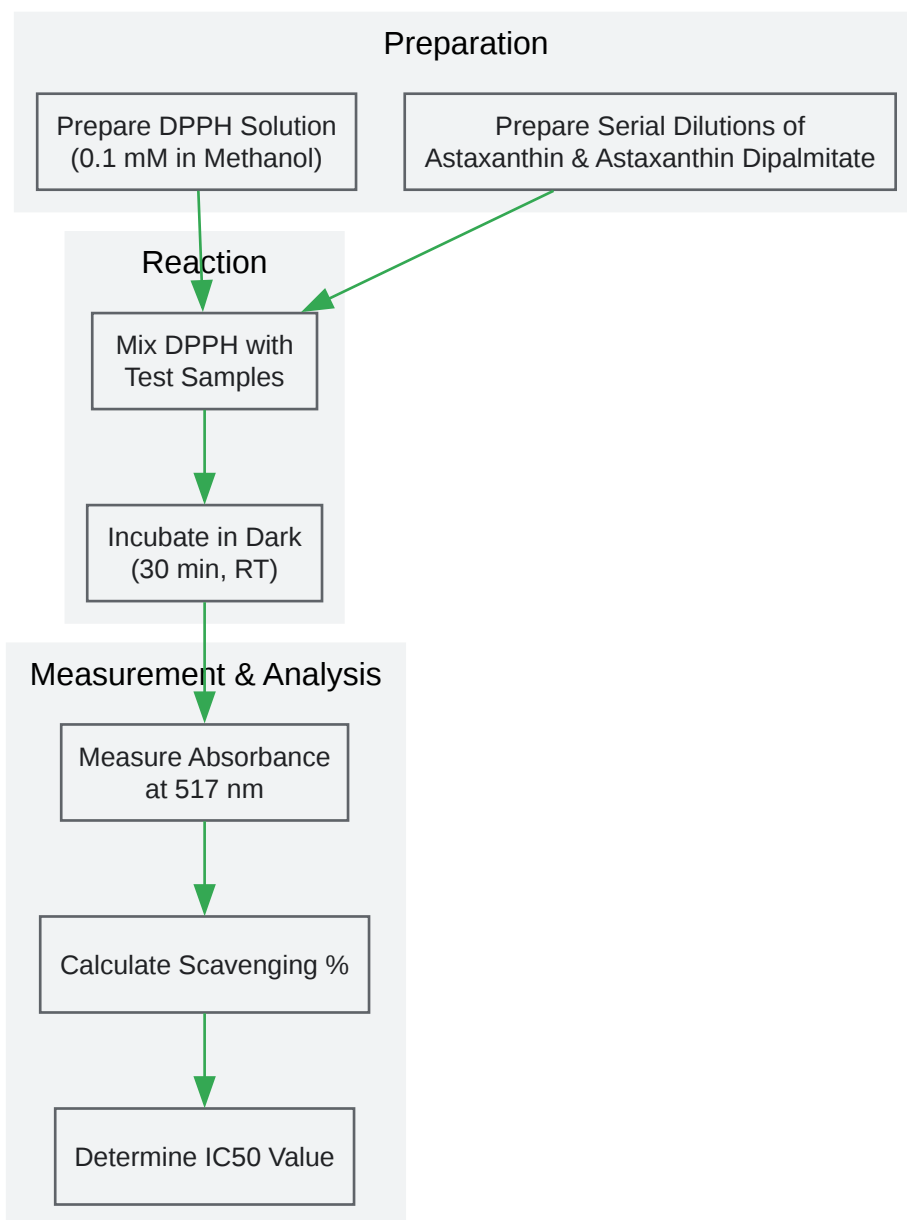 Preparation
Prepare DPPH Solution
(0.1 mM in Methanol)
Prepare Serial Dilutions of
Astaxanthin & Astaxanthin Dipalmitate
Reaction
Mix DPPH with
Test Samples
Incubate in Dark
(30 min, RT)
Measurement & Analysis
Measure Absorbance
at 517 nm
Calculate Scavenging %
Determine IC50 Value